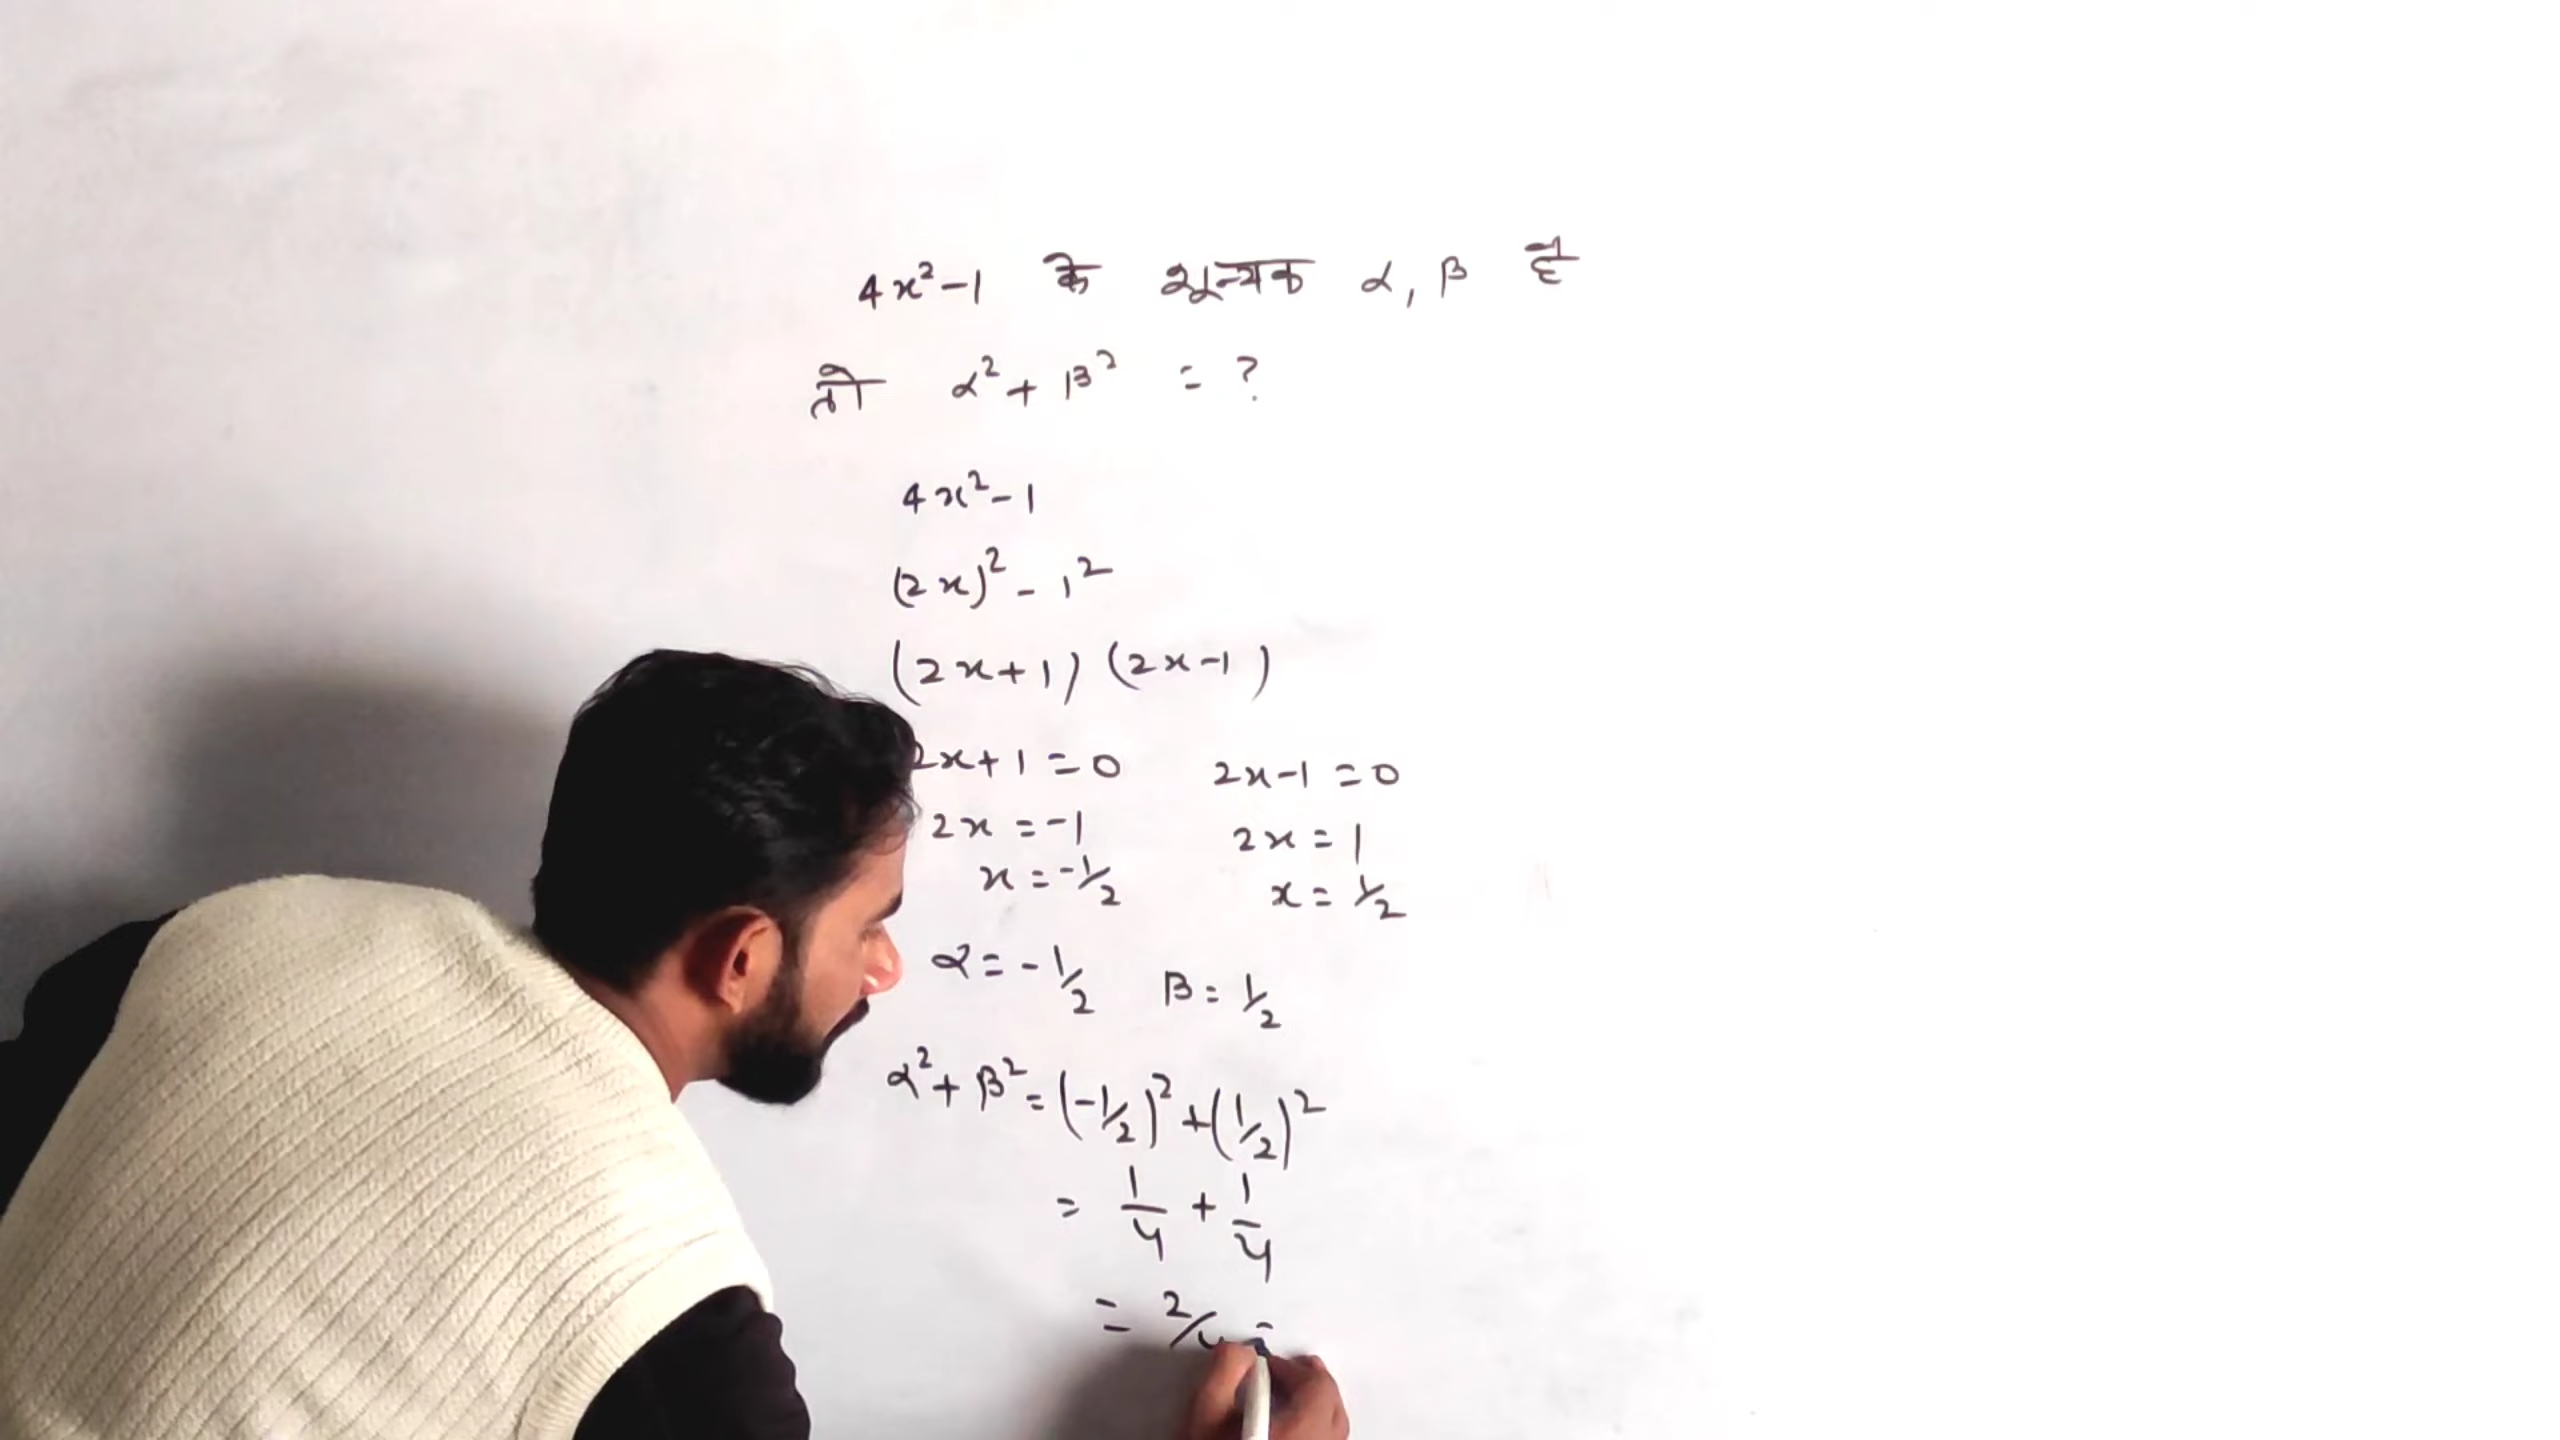 4x²-1 के शून्यक α, β है
तो α² + β² = ?
4x²-1
(2x)² - 1²
(2x+1) (2x-1)
2x+1 = 0 2x-1 = 0
2x = -1 2x = 1
x = -1/2 x = 1/2
α = -1/2 β = 1/2
α² + β² = (-1/2)² + (1/2)²
= 1/4 + 1/4
= 2/4 =